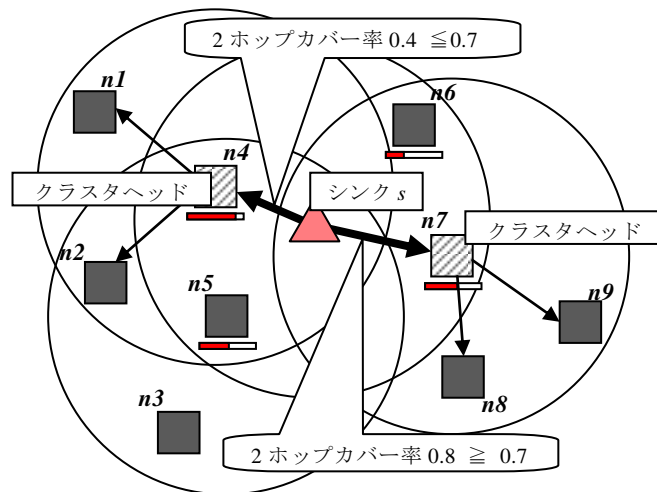 2 ホップカバー率 0.4 ≦0.7
n1
n6
n4
クラスタヘッド
シンク s
n7
クラスタヘッド
n2
n5
n9
n3
n8
2 ホップカバー率 0.8 ≧ 0.7